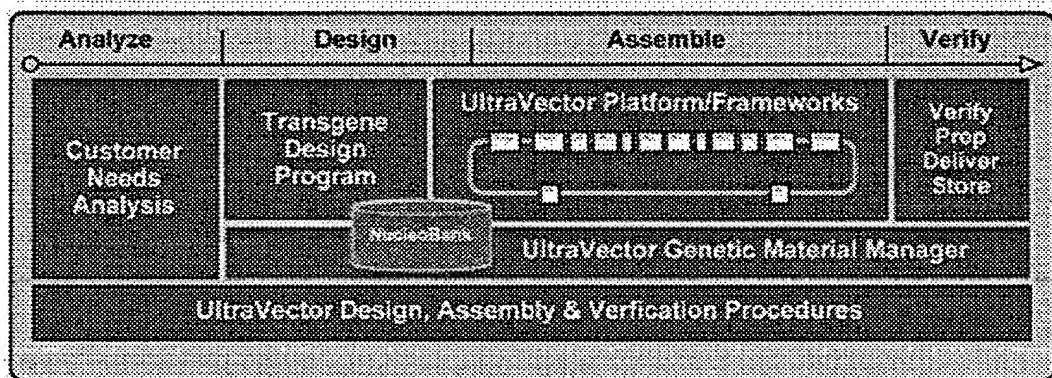 Analyze
Design
Assemble
Verify
Customer
Needs
Analysis
Transgene
Design
Program
UltraVector Platform/Frameworks
Verify
Prep
Deliver
Store
NucleoBank
UltraVector Genetic Material Manager
UltraVector Design, Assembly & Verfication Procedures